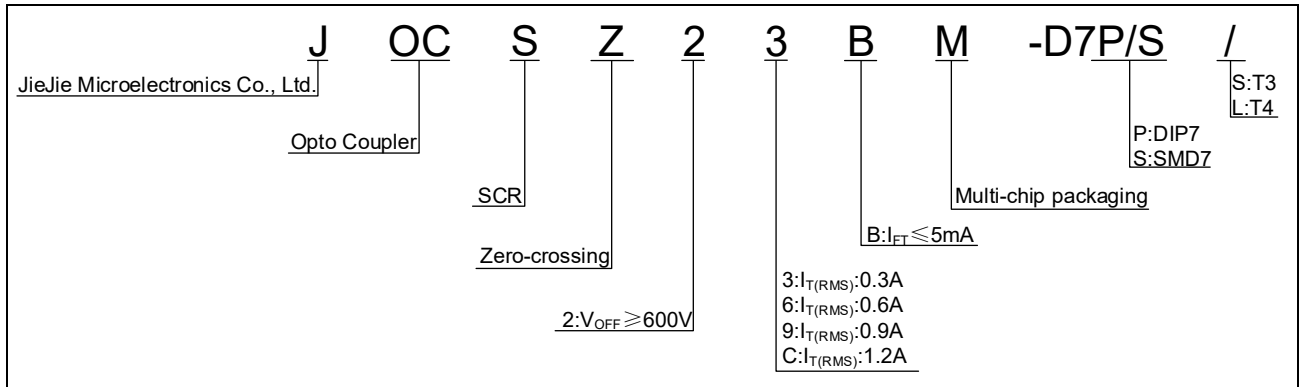 J OC S Z 2 3 B M -D7P/S /
JieJie Microelectronics Co., Ltd.
S:T3
L:T4
Opto Coupler
P:DIP7
S:SMD7
SCR
Multi-chip packaging
B:IFT≤5mA
Zero-crossing
3:IT(RMS):0.3A
6:IT(RMS):0.6A
2:VOFF≥600V
9:IT(RMS):0.9A
C:IT(RMS):1.2A